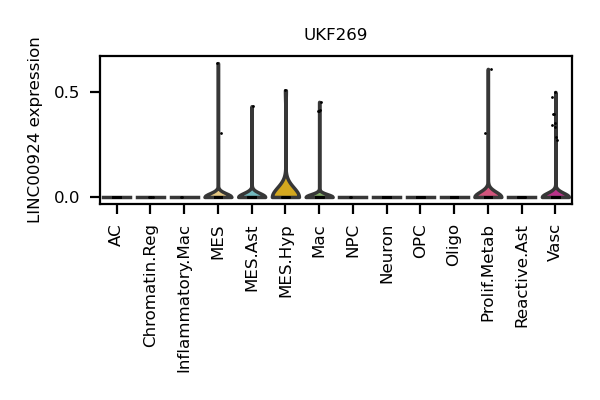 UKF269
LINC00924 expression
0.5
0.0
AC
Chromatin.Reg
Inflammatory.Mac
MES
MES.Ast
MES.Hyp
Mac
NPC
Neuron
OPC
Oligo
Prolif.Metab
Reactive.Ast
Vasc